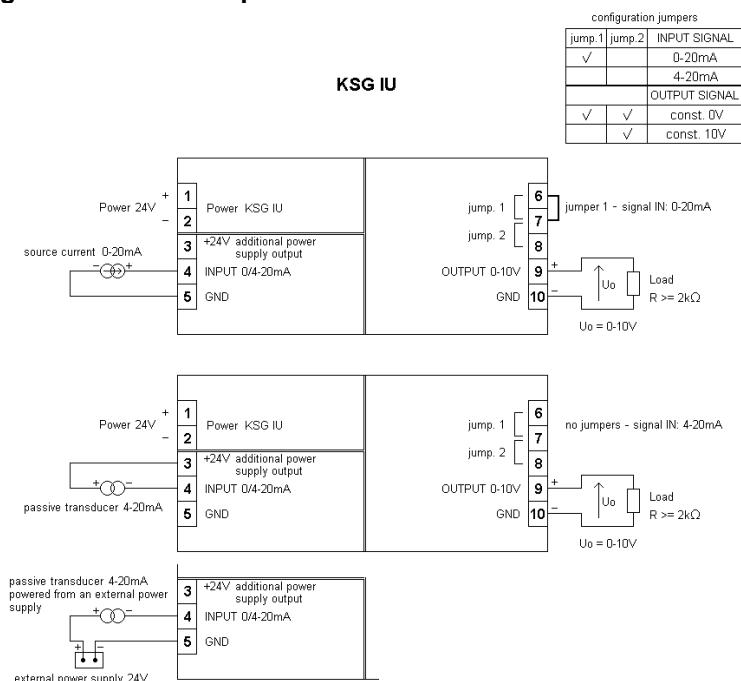 configuration jumpers
jump.1 jump.2 INPUT SIGNAL
√ 0-20mA
4-20mA
OUTPUT SIGNAL
√ √ const. 0V
√ const. 10V
KSG IU
Power 24V + 1 Power KSG IU
− 2
3 +24V additional power
supply output
source current 0-20mA
− + 4 INPUT 0/4-20mA
5 GND
jump. 1 6 jumper 1 - signal IN: 0-20mA
7
jump. 2 8
OUTPUT 0-10V 9 +
GND 10 −
Uo Load
R >= 2kΩ
Uo = 0-10V
Power 24V + 1 Power KSG IU
− 2
3 +24V additional power
supply output
+ − 4 INPUT 0/4-20mA
passive transducer 4-20mA
5 GND
jump. 1 6 no jumpers - signal IN: 4-20mA
7
jump. 2 8
OUTPUT 0-10V 9 +
GND 10 −
Uo Load
R >= 2kΩ
Uo = 0-10V
passive transducer 4-20mA
powered from an external power
supply
3 +24V additional power
supply output
+ − 4 INPUT 0/4-20mA
5 GND
+ −
external power supply 24V